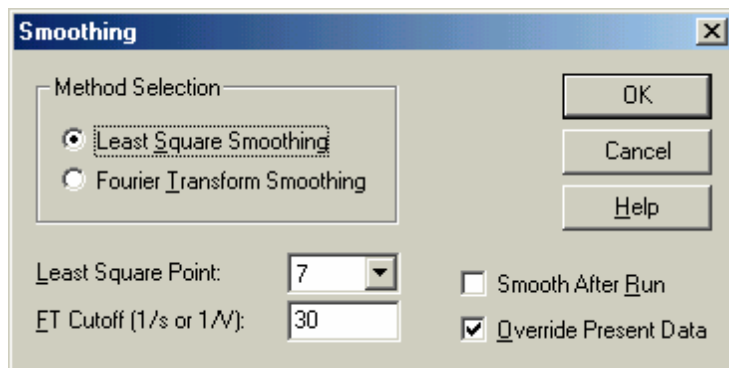 Smoothing
Method Selection
Least Square Smoothing
Fourier Transform Smoothing
OK
Cancel
Help
Least Square Point: 7
FT Cutoff (1/s or 1/V): 30
Smooth After Run
Override Present Data